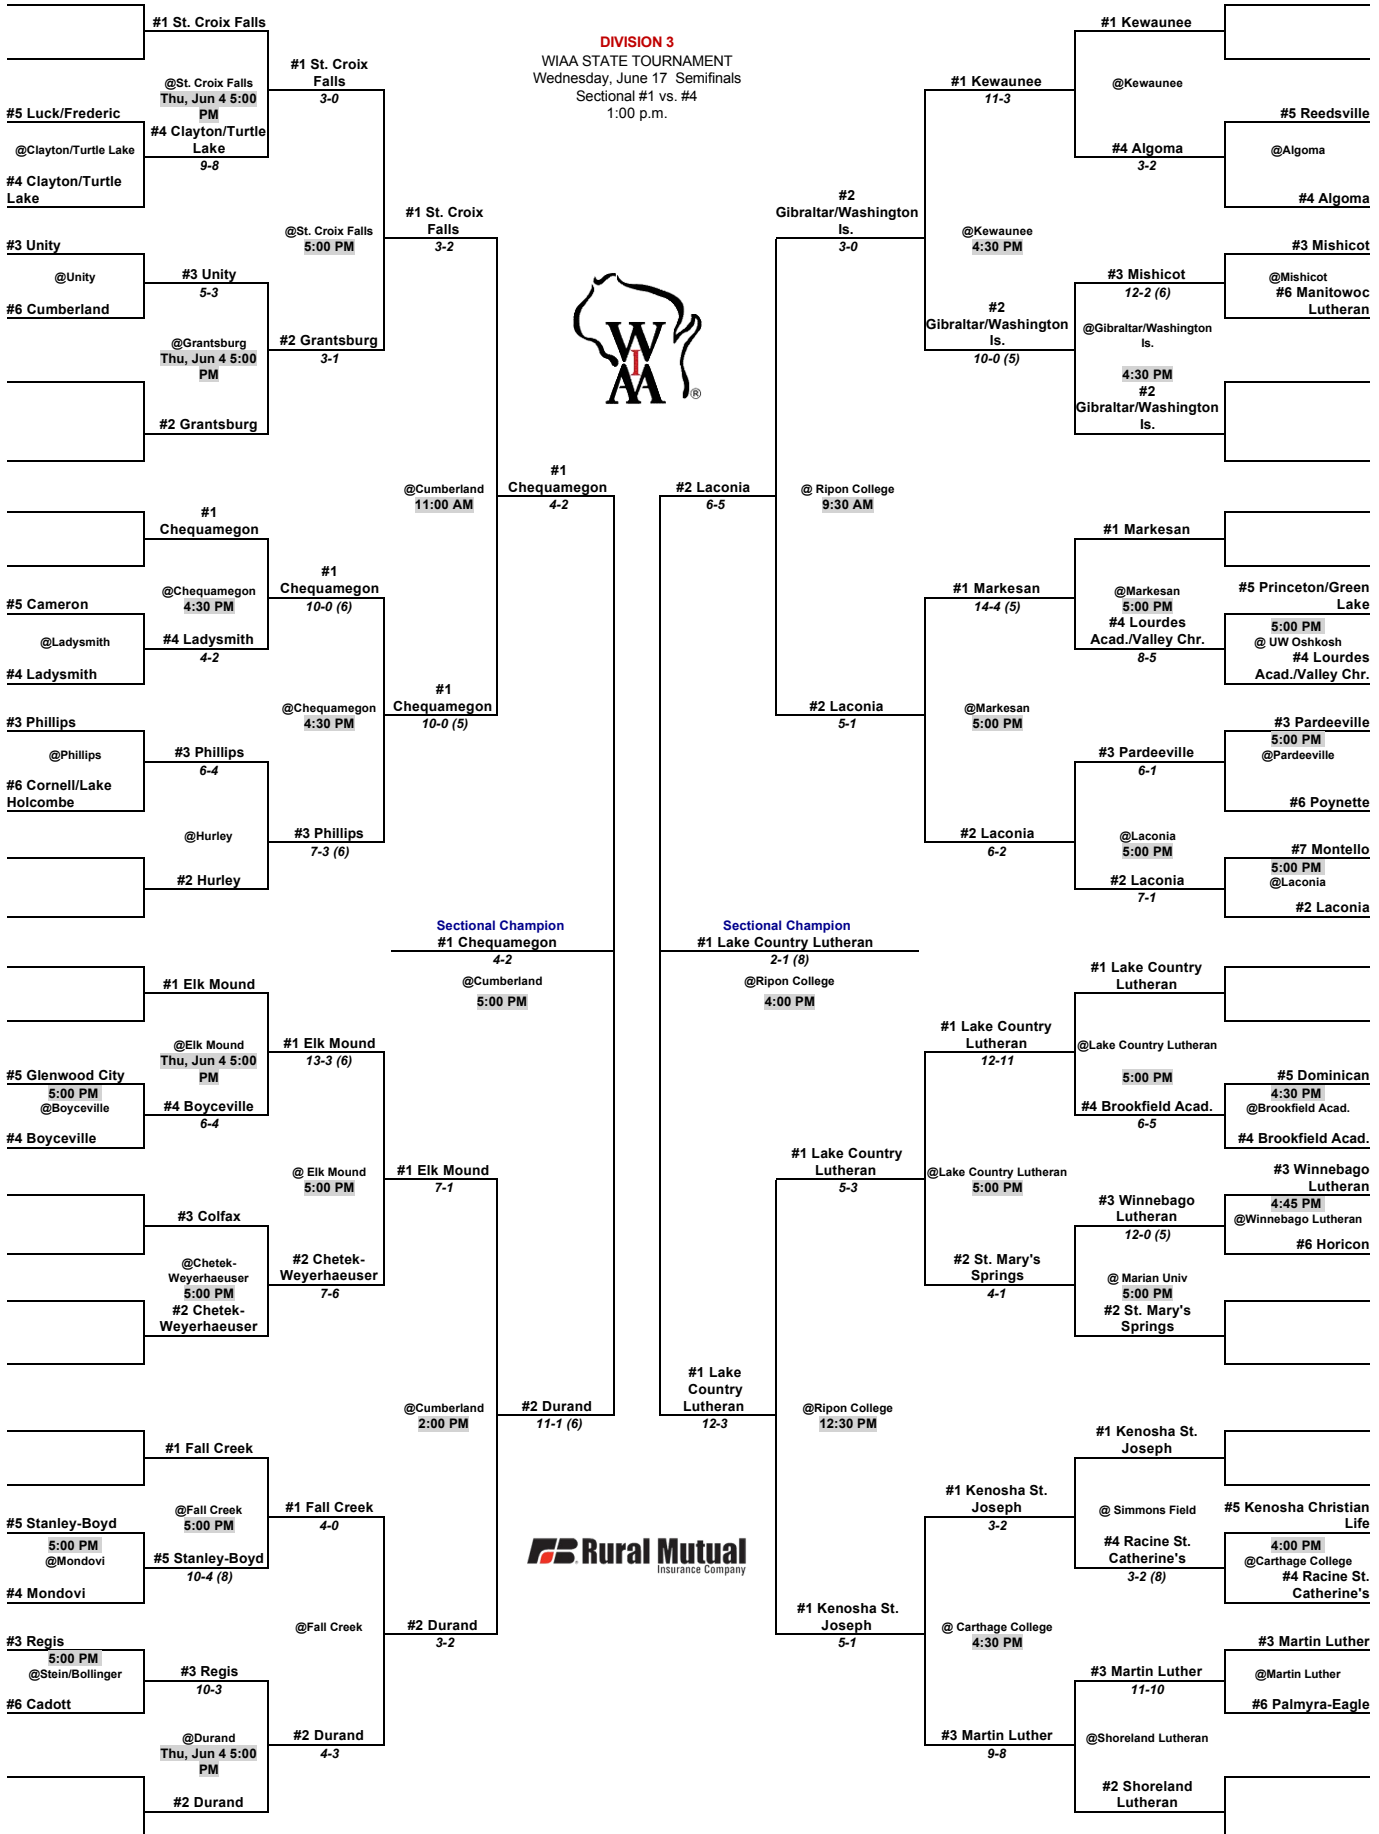 DIVISION 3
WIAA STATE TOURNAMENT
Wednesday, June 17  Semifinals
Sectional #1 vs. #4
1:00 p.m.
#1 St. Croix Falls
@St. Croix Falls
Thu, Jun 4 5:00
PM
#5 Luck/Frederic
@Clayton/Turtle Lake
#4 Clayton/Turtle
Lake
#4 Clayton/Turtle
Lake
9-8
#1 St. Croix
Falls
3-0
#3 Unity
@Unity
#6 Cumberland
#3 Unity
5-3
@Grantsburg
Thu, Jun 4 5:00
PM
#2 Grantsburg
#2 Grantsburg
3-1
@St. Croix Falls
5:00 PM
#1 St. Croix
Falls
3-2
@Cumberland
11:00 AM
#1
Chequamegon
4-2
#1
Chequamegon
@Chequamegon
4:30 PM
#5 Cameron
@Ladysmith
#4 Ladysmith
#4 Ladysmith
4-2
#1
Chequamegon
10-0 (6)
@Chequamegon
4:30 PM
#1
Chequamegon
10-0 (5)
#3 Phillips
@Phillips
#6 Cornell/Lake
Holcombe
#3 Phillips
6-4
@Hurley
#2 Hurley
#3 Phillips
7-3 (6)
Sectional Champion
#1 Chequamegon
4-2
@Cumberland
5:00 PM
#1 Elk Mound
@Elk Mound
Thu, Jun 4 5:00
PM
#5 Glenwood City
5:00 PM
@Boyceville
#4 Boyceville
#4 Boyceville
6-4
#1 Elk Mound
13-3 (6)
@ Elk Mound
5:00 PM
#1 Elk Mound
7-1
#3 Colfax
@Chetek-
Weyerhaeuser
5:00 PM
#2 Chetek-
Weyerhaeuser
#2 Chetek-
Weyerhaeuser
7-6
@Cumberland
2:00 PM
#2 Durand
11-1 (6)
#1 Fall Creek
@Fall Creek
5:00 PM
#5 Stanley-Boyd
5:00 PM
@Mondovi
#4 Mondovi
#5 Stanley-Boyd
10-4 (8)
#1 Fall Creek
4-0
@Fall Creek
#2 Durand
3-2
#3 Regis
5:00 PM
@Stein/Bollinger
#6 Cadott
#3 Regis
10-3
@Durand
Thu, Jun 4 5:00
PM
#2 Durand
#2 Durand
4-3
W
I
AA
®
Rural Mutual
Insurance Company
#1 Kewaunee
@Kewaunee
#5 Reedsville
@Algoma
#4 Algoma
#4 Algoma
3-2
#1 Kewaunee
11-3
@Kewaunee
4:30 PM
#2
Gibraltar/Washington
Is.
3-0
#3 Mishicot
@Mishicot
#6 Manitowoc
Lutheran
#3 Mishicot
12-2 (6)
@Gibraltar/Washington
Is.
4:30 PM
#2
Gibraltar/Washington
Is.
#2
Gibraltar/Washington
Is.
10-0 (5)
@ Ripon College
9:30 AM
#2 Laconia
6-5
#1 Markesan
@Markesan
5:00 PM
#5 Princeton/Green
Lake
5:00 PM
@ UW Oshkosh
#4 Lourdes
Acad./Valley Chr.
#4 Lourdes
Acad./Valley Chr.
8-5
#1 Markesan
14-4 (5)
@Markesan
5:00 PM
#2 Laconia
5-1
#3 Pardeeville
5:00 PM
@Pardeeville
#6 Poynette
#3 Pardeeville
6-1
@Laconia
5:00 PM
#7 Montello
5:00 PM
@Laconia
#2 Laconia
#2 Laconia
7-1
#2 Laconia
6-2
Sectional Champion
#1 Lake Country Lutheran
2-1 (8)
@Ripon College
4:00 PM
#1 Lake Country
Lutheran
@Lake Country Lutheran
5:00 PM
#5 Dominican
4:30 PM
@Brookfield Acad.
#4 Brookfield Acad.
#4 Brookfield Acad.
6-5
#1 Lake Country
Lutheran
12-11
@Lake Country Lutheran
5:00 PM
#1 Lake Country
Lutheran
5-3
#3 Winnebago
Lutheran
4:45 PM
@Winnebago Lutheran
#6 Horicon
#3 Winnebago
Lutheran
12-0 (5)
@ Marian Univ
5:00 PM
#2 St. Mary's
Springs
#2 St. Mary's
Springs
4-1
@Ripon College
12:30 PM
#1 Lake
Country
Lutheran
12-3
#1 Kenosha St.
Joseph
@ Simmons Field
#5 Kenosha Christian
Life
4:00 PM
@Carthage College
#4 Racine St.
Catherine's
#4 Racine St.
Catherine's
3-2 (8)
#1 Kenosha St.
Joseph
3-2
@ Carthage College
4:30 PM
#1 Kenosha St.
Joseph
5-1
#3 Martin Luther
@Martin Luther
#6 Palmyra-Eagle
#3 Martin Luther
11-10
@Shoreland Lutheran
#2 Shoreland
Lutheran
#3 Martin Luther
9-8